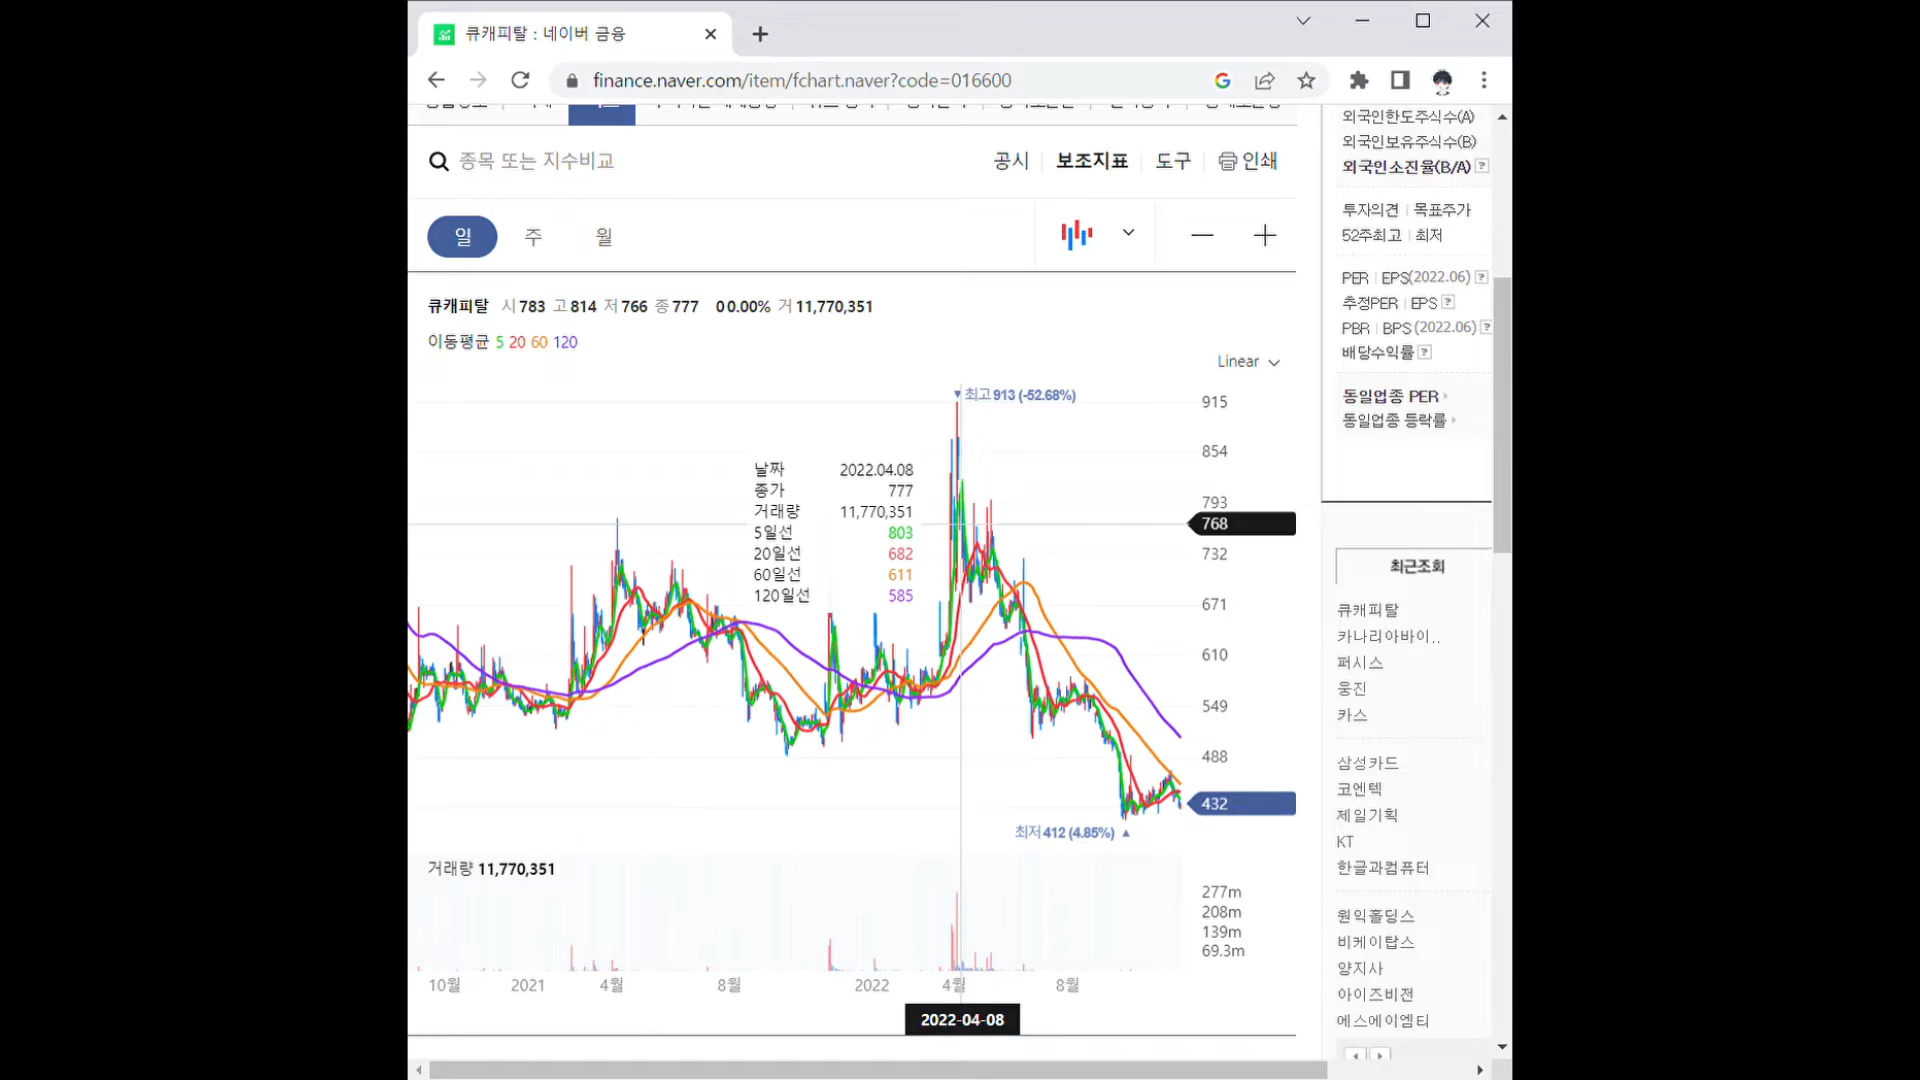 큐캐피탈 : 네이버 금융
finance.naver.com/item/fchart.naver?code=016600
종목 또는 지수비교
공시 보조지표 도구 인쇄
일 주 월
큐캐피탈 시 783 고 814 저 766 종 777 0 0.00% 거 11,770,351
이동평균 5 20 60 120
Linear
최고 913 (-52.68%)
915
854
793
768
732
671
610
549
488
432
날짜 2022.04.08
종가 777
거래량 11,770,351
5일선 803
20일선 682
60일선 611
120일선 585
최저 412 (4.85%)
거래량 11,770,351
277m
208m
139m
69.3m
10월 2021 4월 8월 2022 4월 8월
2022-04-08
외국인한도주식수(A)
외국인보유주식수(B)
외국인소진율(B/A) ?
투자의견 | 목표주가
52주최고 | 최저
PER | EPS(2022.06) ?
추정PER | EPS ?
PBR | BPS (2022.06) ?
배당수익률 ?
동일업종 PER
동일업종 등락률
최근조회
큐캐피탈
카나리아바이..
퍼시스
웅진
카스
삼성카드
코엔텍
제일기획
KT
한글과컴퓨터
원익홀딩스
비케이탑스
양지사
아이즈비전
에스에이엠티